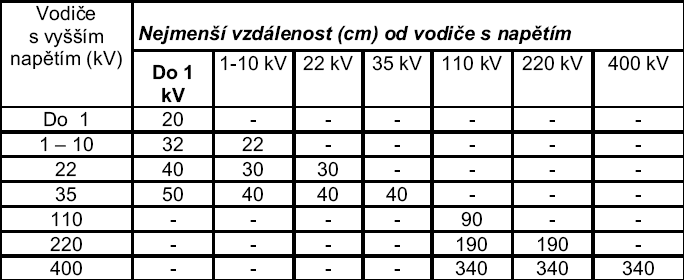 Vodiče s vyšším napětím (kV) Nejmenší vzdálenost (cm) od vodiče s napětím
Do 1 kV 1-10 kV 22 kV 35 kV 110 kV 220 kV 400 kV
Do 1 20 - - - - - -
1 – 10 32 22 - - - - -
22 40 30 30 - - - -
35 50 40 40 40 - - -
110 - - - - 90 - -
220 - - - - 190 190 -
400 - - - - 340 340 340